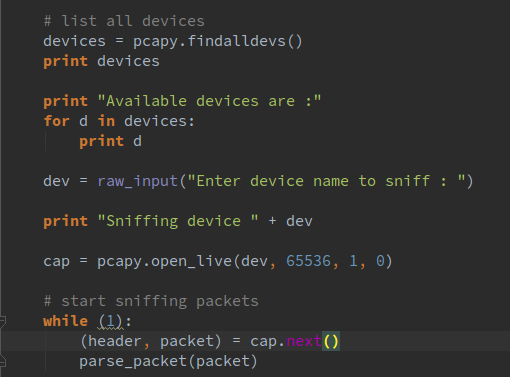 # list all devices
devices = pcapy.findalldevs()
print devices
print "Available devices are :"
for d in devices:
print d
dev = raw_input("Enter device name to sniff : ")
print "Sniffing device " + dev
cap = pcapy.open_live(dev, 65536, 1, 0)
# start sniffing packets
while (1):
(header, packet) = cap.next()
parse_packet(packet)